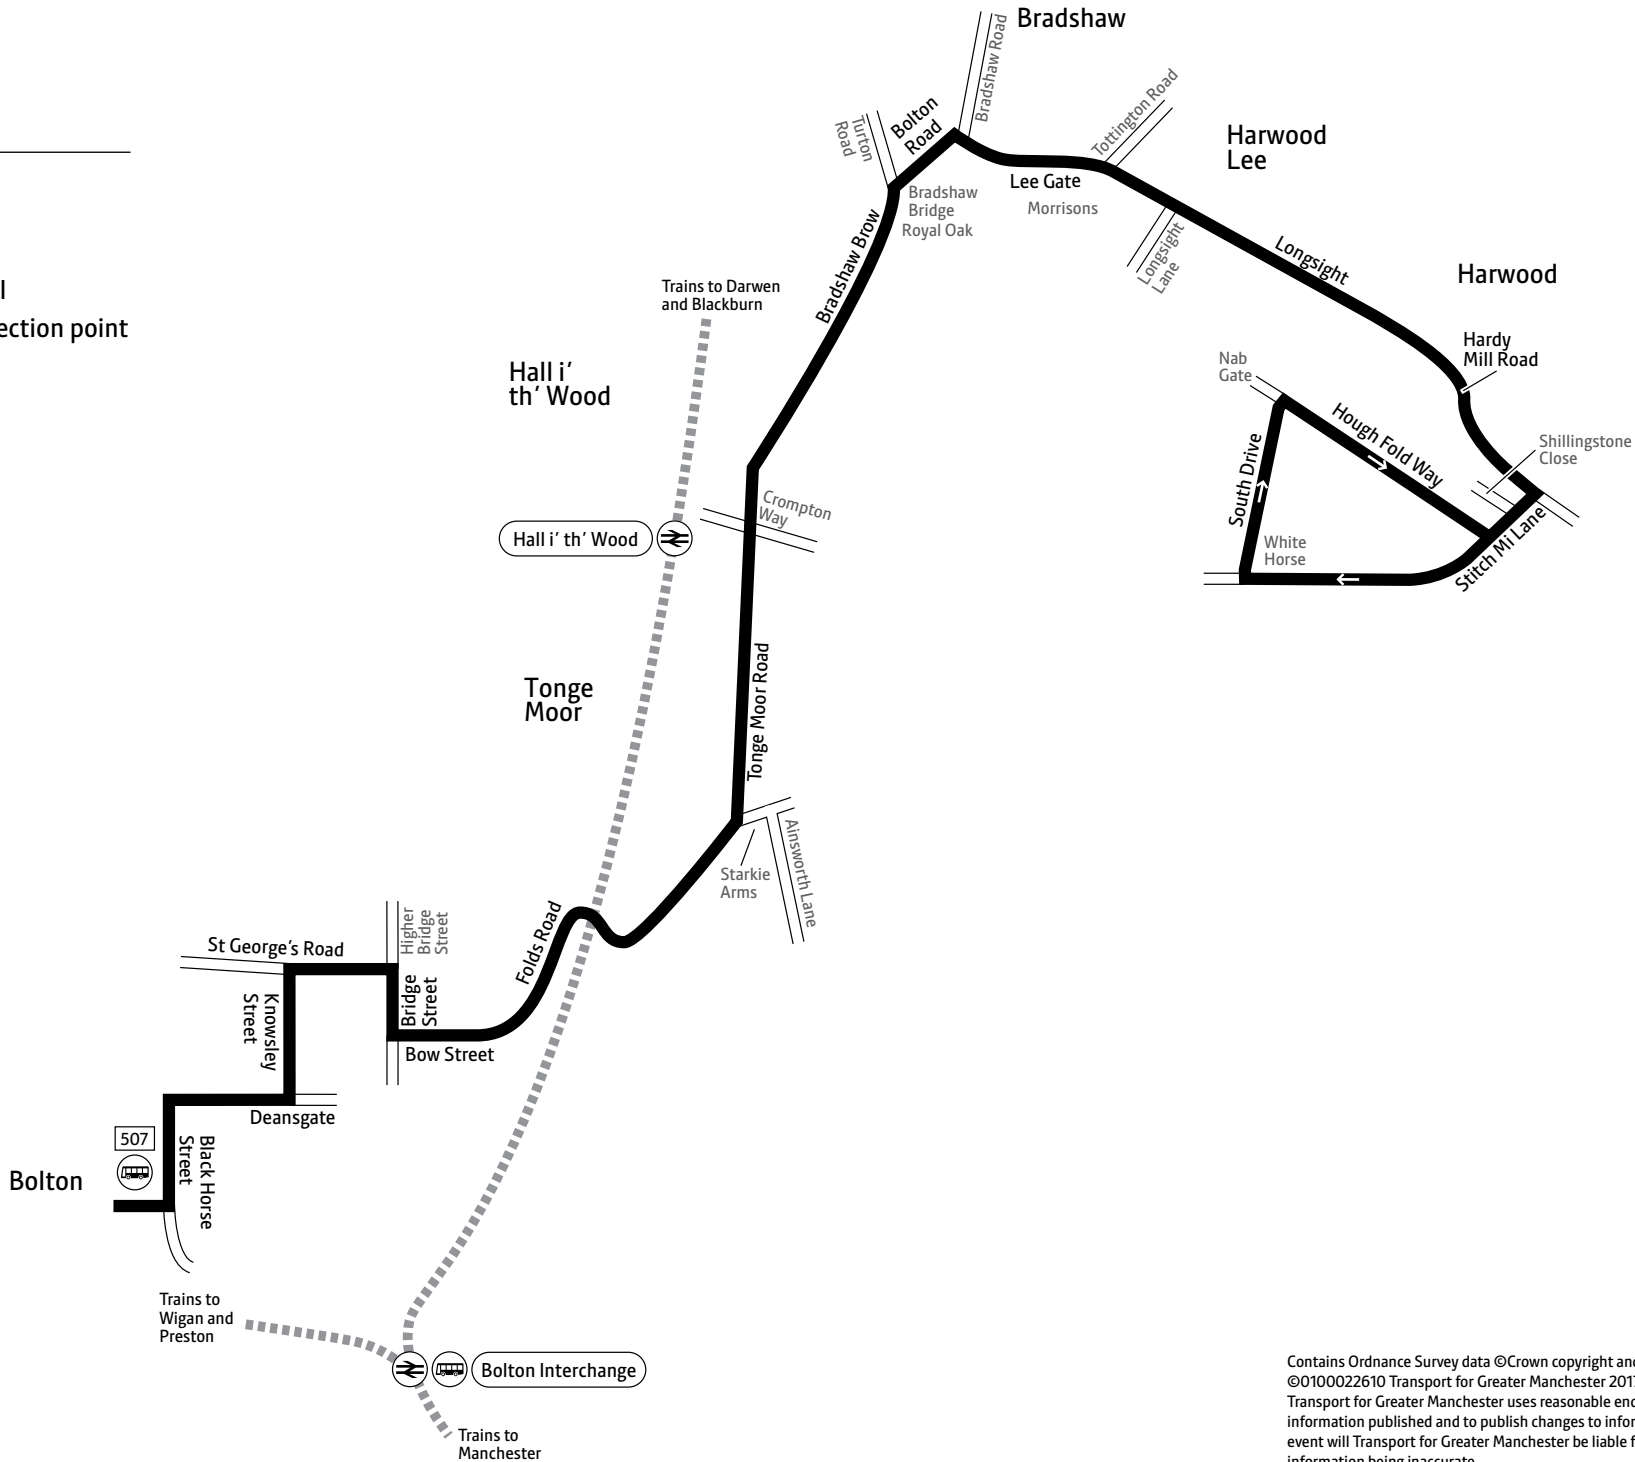 Bradshaw
Bradshaw Road
Tottington Road
Harwood
Lee
Bolton
Road
Turton
Road
Lee Gate
Morrisons
Bradshaw
Bridge
Royal Oak
Bradshaw Brow
Longsight
Lane
Longsight
Harwood
ection point
Trains to Darwen
and Blackburn
Hall i’
th’ Wood
Hardy
Mill Road
Nab
Gate
Hough Fold Way
South Drive
Shillingstone
Close
White
Horse
Stitch Mi Lane
Crompton
Way
Hall i’ th’ Wood
Tonge
Moor
Tonge Moor Road
Starkie
Arms
Ainsworth Lane
Folds Road
Higher
Bridge
Street
St George’s Road
Knowsley
Street
Bridge
Street
Bow Street
Deansgate
507
Black Horse
Street
Bolton
Trains to
Wigan and
Preston
Bolton Interchange
Trains to
Manchester
Contains Ordnance Survey data ©Crown copyright and
©0100022610 Transport for Greater Manchester 2017
Transport for Greater Manchester uses reasonable end
information published and to publish changes to infor
event will Transport for Greater Manchester be liable f
information being inaccurate